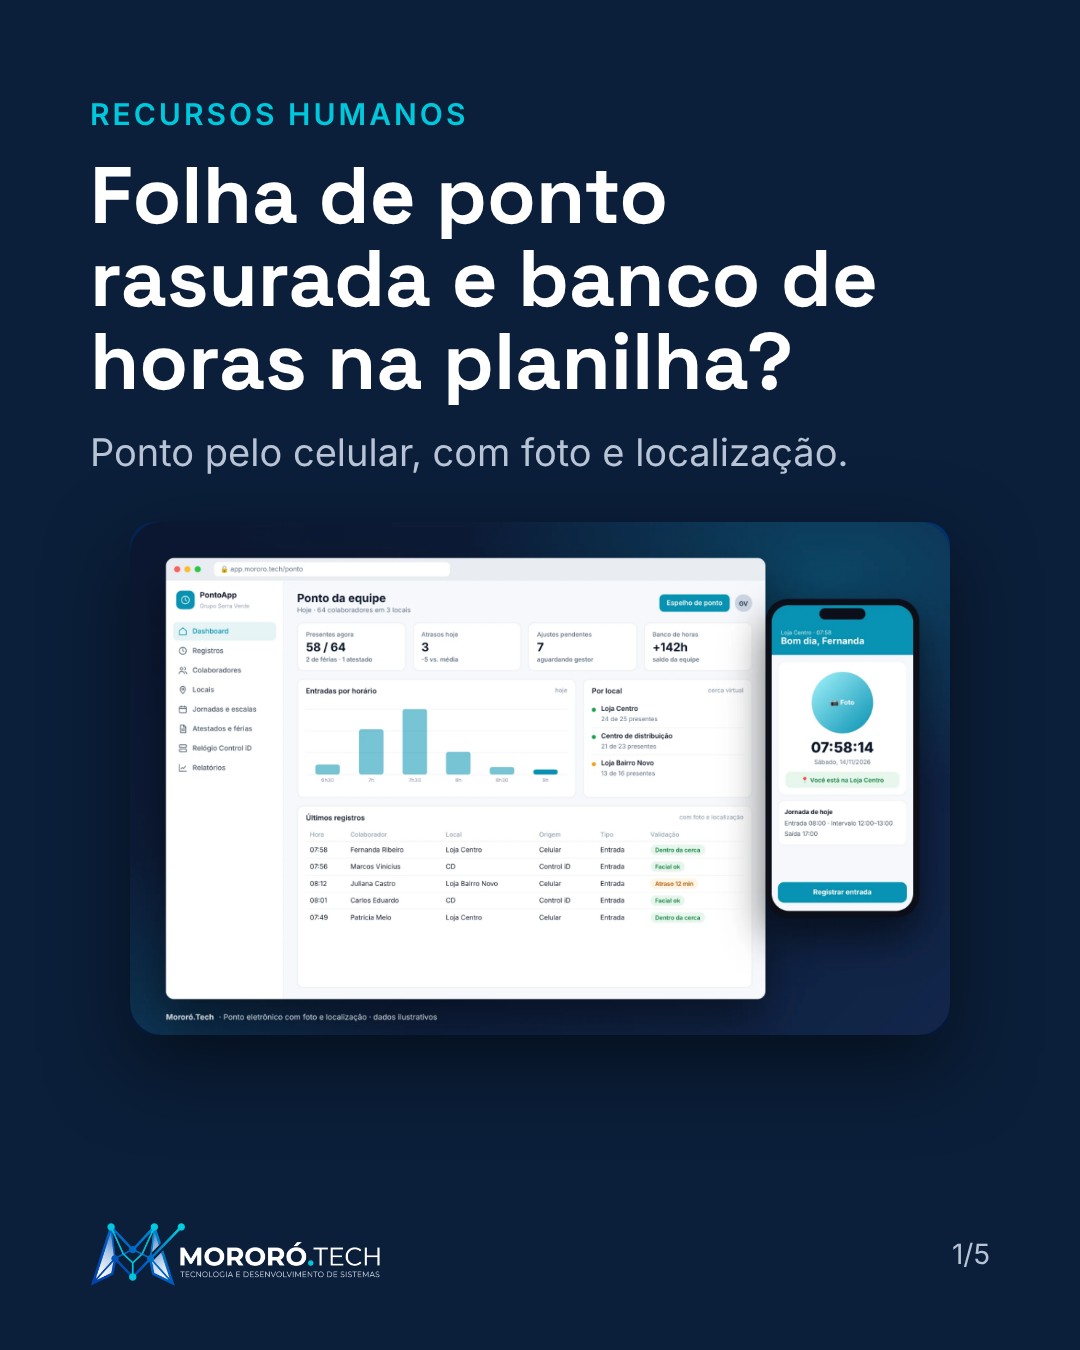 RECURSOS HUMANOS
Folha de ponto
rasurada e banco de
horas na planilha?
Ponto pelo celular, com foto e localização.
app.mororo.tech/ponto
PontoApp
Grupo Serra Verde
Dashboard
Registros
Colaboradores
Locais
Jornadas e escalas
Atestados e férias
Relógio Control iD
Relatórios
Ponto da equipe
Hoje · 64 colaboradores em 3 locais
Espelho de ponto
GV
Presentes agora
58 / 64
2 de férias · 1 atestado
Atrasos hoje
3
-5 vs. média
Ajustes pendentes
7
aguardando gestor
Banco de horas
+142h
saldo da equipe
Entradas por horário
hoje
6h30 7h 7h30 8h 8h30 9h
Por local
cerca virtual
Loja Centro
24 de 25 presentes
Centro de distribuição
21 de 23 presentes
Loja Bairro Novo
13 de 16 presentes
Últimos registros
com foto e localização
Hora Colaborador Local Origem Tipo Validação
07:58 Fernanda Ribeiro Loja Centro Celular Entrada Dentro da cerca
07:56 Marcos Vinicius CD Control iD Entrada Facial ok
08:12 Juliana Castro Loja Bairro Novo Celular Entrada Atraso 12 min
08:01 Carlos Eduardo CD Control iD Entrada Facial ok
07:49 Patricia Melo Loja Centro Celular Entrada Dentro da cerca
Loja Centro · 07:58
Bom dia, Fernanda
Foto
07:58:14
Sábado, 14/11/2026
Você está na Loja Centro
Jornada de hoje
Entrada 08:00 · Intervalo 12:00–13:00
Saída 17:00
Registrar entrada
Mororó.Tech · Ponto eletrônico com foto e localização · dados ilustrativos
MORORÓ.TECH
TECNOLOGIA E DESENVOLVIMENTO DE SISTEMAS
1/5